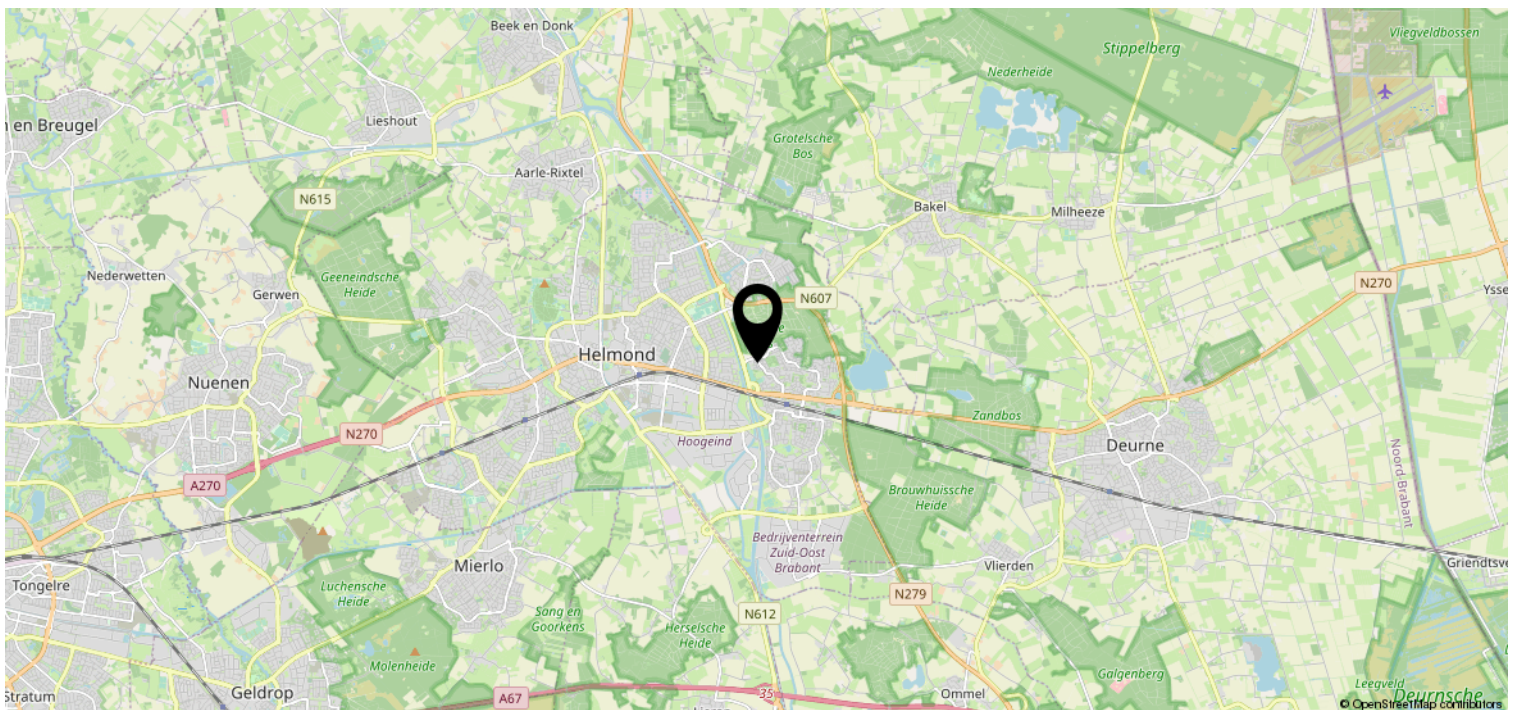 Beek en Donk
Vliegveldbossen
Stippelberg
Nederheide
Lieshout
n en Breugel
Grotelsche
Bos
Aarle-Rixtel
N615
Bakel
Milheeze
Nederwetten
Geeneindsche
Heide
Gerwen
N270
Ysse
N607
Helmond
Nuenen
N270
Zandbos
Hoogeind
Deurne
A270
Noord-Brabant
Brouwhuissche
Heide
Bedrijventerrein
Zuid-Oost
Brabant
Tongelre
Mierlo
Vlierden
Griendtsve
Luchensche
Heide
N279
Sang en
Goorkens
N612
Herselsche
Heide
Molenheide
Galgenberg
Stratum
Geldrop
A67
35
Ommel
Leegveld
Deurnsche
© OpenStreetMap contributors